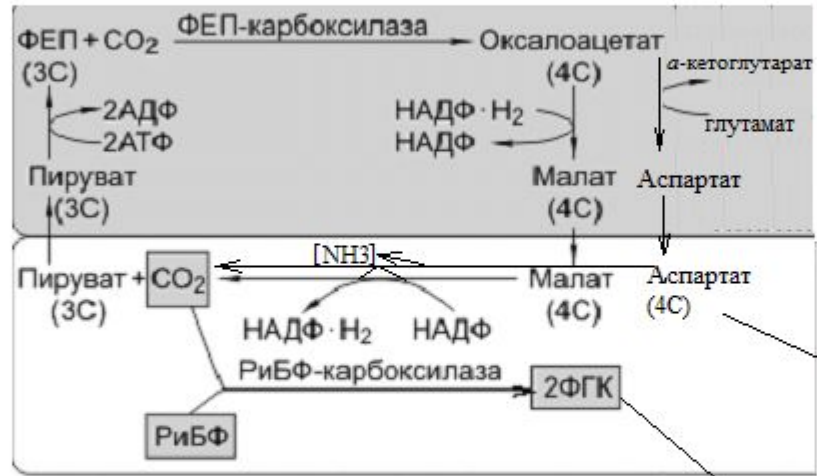 ФЕП + CO₂ ФЕП-карбоксилаза Оксалоацетат
(3С) (4С)
α-кетоглутарат
2АДФ НАДФ · Н₂
глутамат
2АТФ НАДФ
Пируват Малат Аспартат
(3С) (4С)
[NH3]
Пируват + CO₂ Малат Аспартат
(3С) (4С) (4С)
НАДФ · Н₂ НАДФ
РиБФ-карбоксилаза
2ФГК
РиБФ